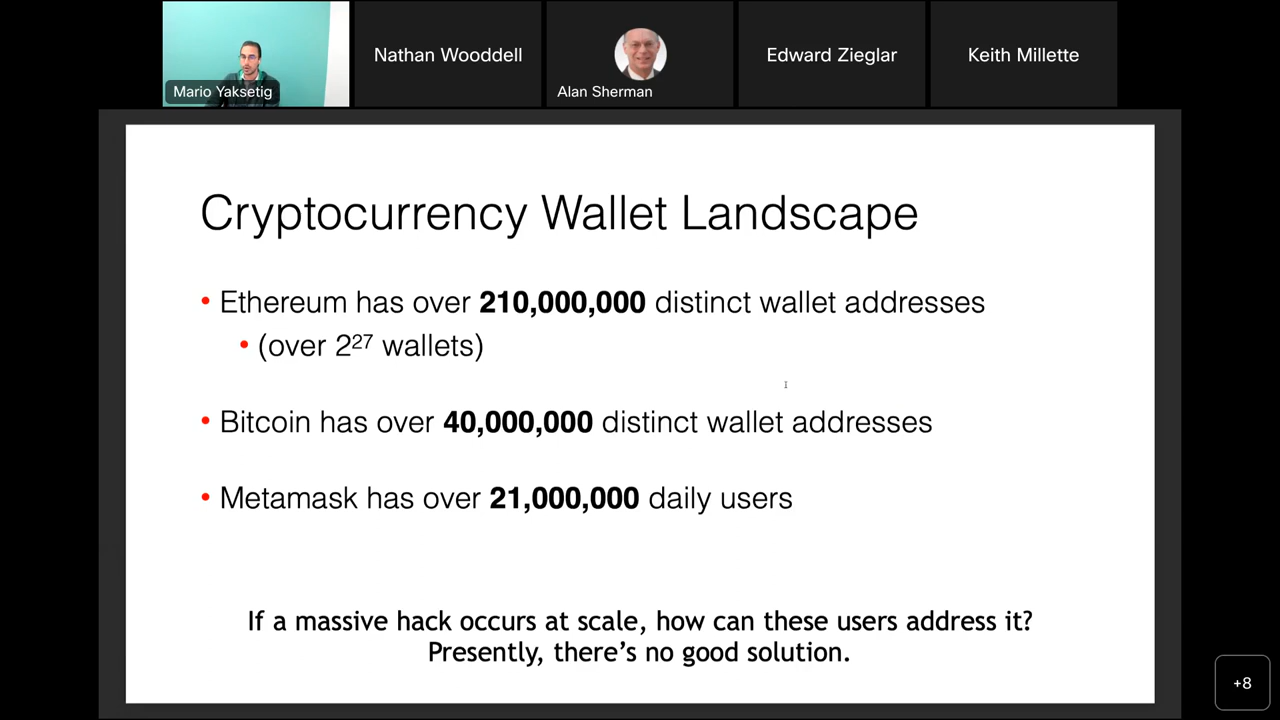 Mario Yaksetig
Nathan Wooddell
Alan Sherman
Edward Zieglar
Keith Millette
Cryptocurrency Wallet Landscape
• Ethereum has over 210,000,000 distinct wallet addresses
• (over 2²⁷ wallets)
• Bitcoin has over 40,000,000 distinct wallet addresses
• Metamask has over 21,000,000 daily users
If a massive hack occurs at scale, how can these users address it?
Presently, there's no good solution.
+8